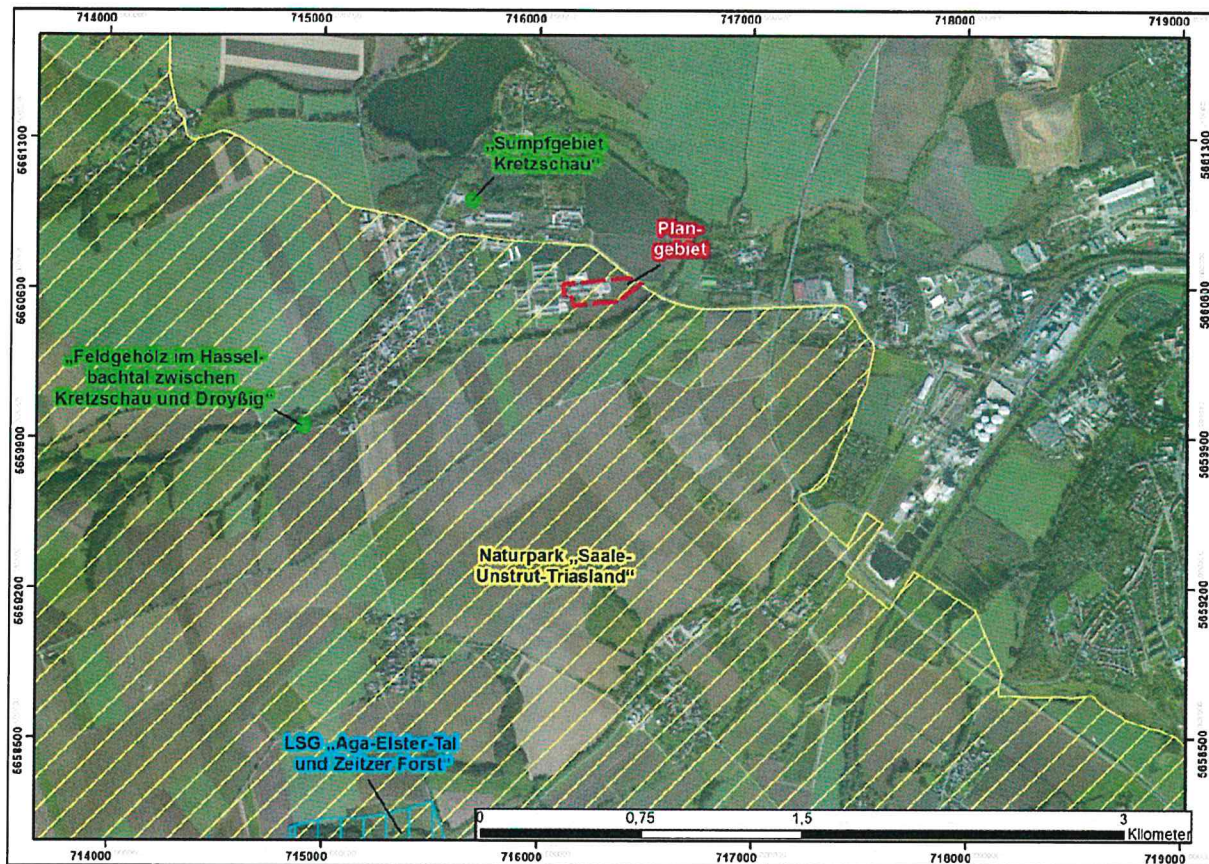 714000 715000 716000 717000 718000 719000
5661300
5661300
„Sumpfgebiet
Kretzschau“
Plan-
gebiet
5660600
5660600
„Feldgehölz im Hassel-
bachtal zwischen
Kretzschau und Droyßig“
5659900
5659900
Naturpark „Saale-
Unstrut-Triasland“
5659200
5659200
LSG „Aga-Elster-Tal
und Zeitzer Forst“
5658500
5658500
0 0,75 1,5 3
Kilometer
714000 715000 716000 717000 718000 719000